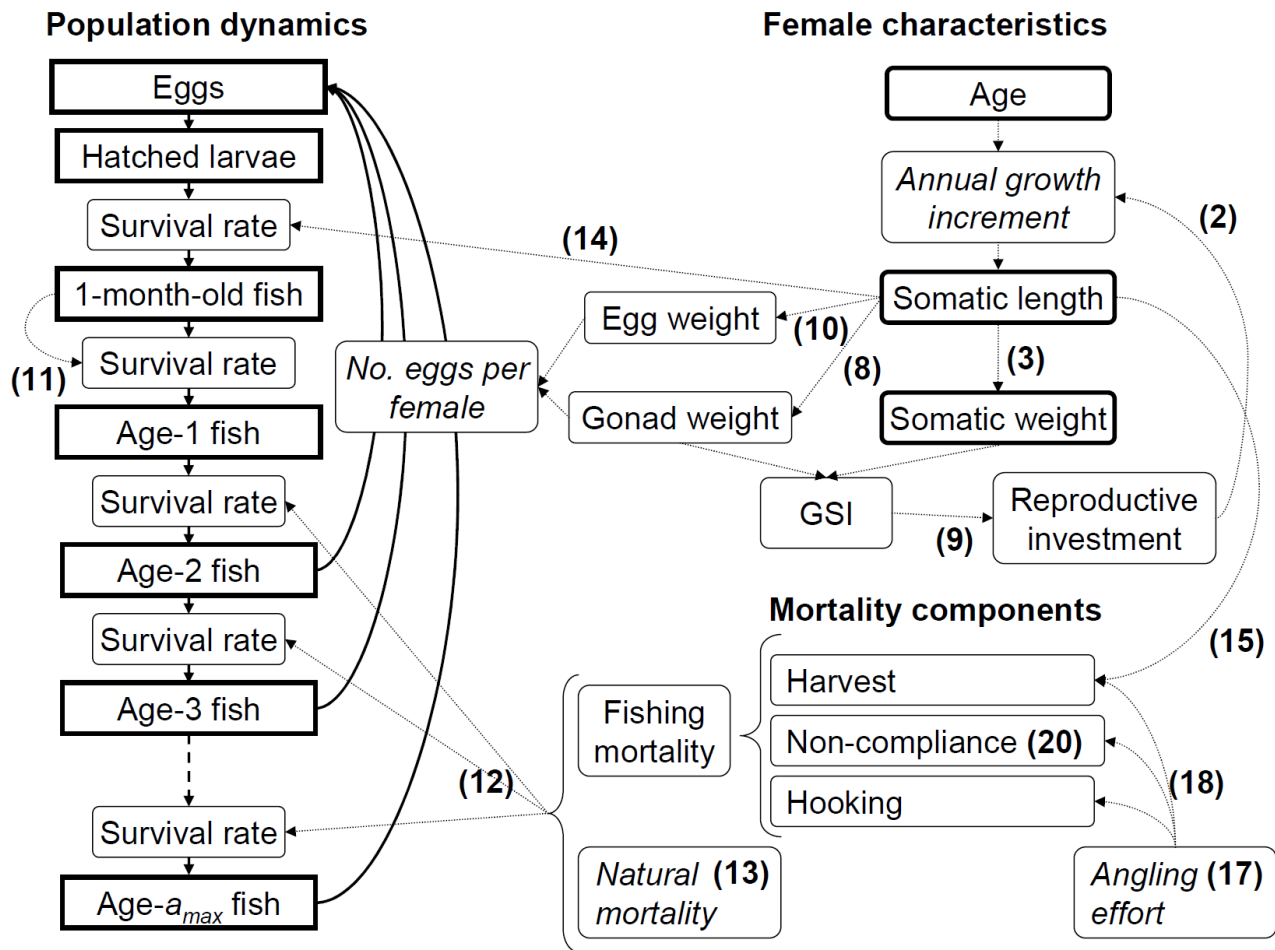 Population dynamics
Eggs
Hatched larvae
Survival rate
1-month-old fish
(11)
Survival rate
Age-1 fish
Survival rate
Age-2 fish
Survival rate
Age-3 fish
Survival rate
Age-a_max fish
(12)
No. eggs per
female
(14)
Female characteristics
Age
Annual growth
increment
(2)
Somatic length
Egg weight
(10)
(8)
(3)
Gonad weight
Somatic weight
GSI
(9)
Reproductive
investment
Mortality components
(15)
Fishing
mortality
Harvest
Non-compliance (20)
Hooking
(18)
Natural (13)
mortality
Angling (17)
effort